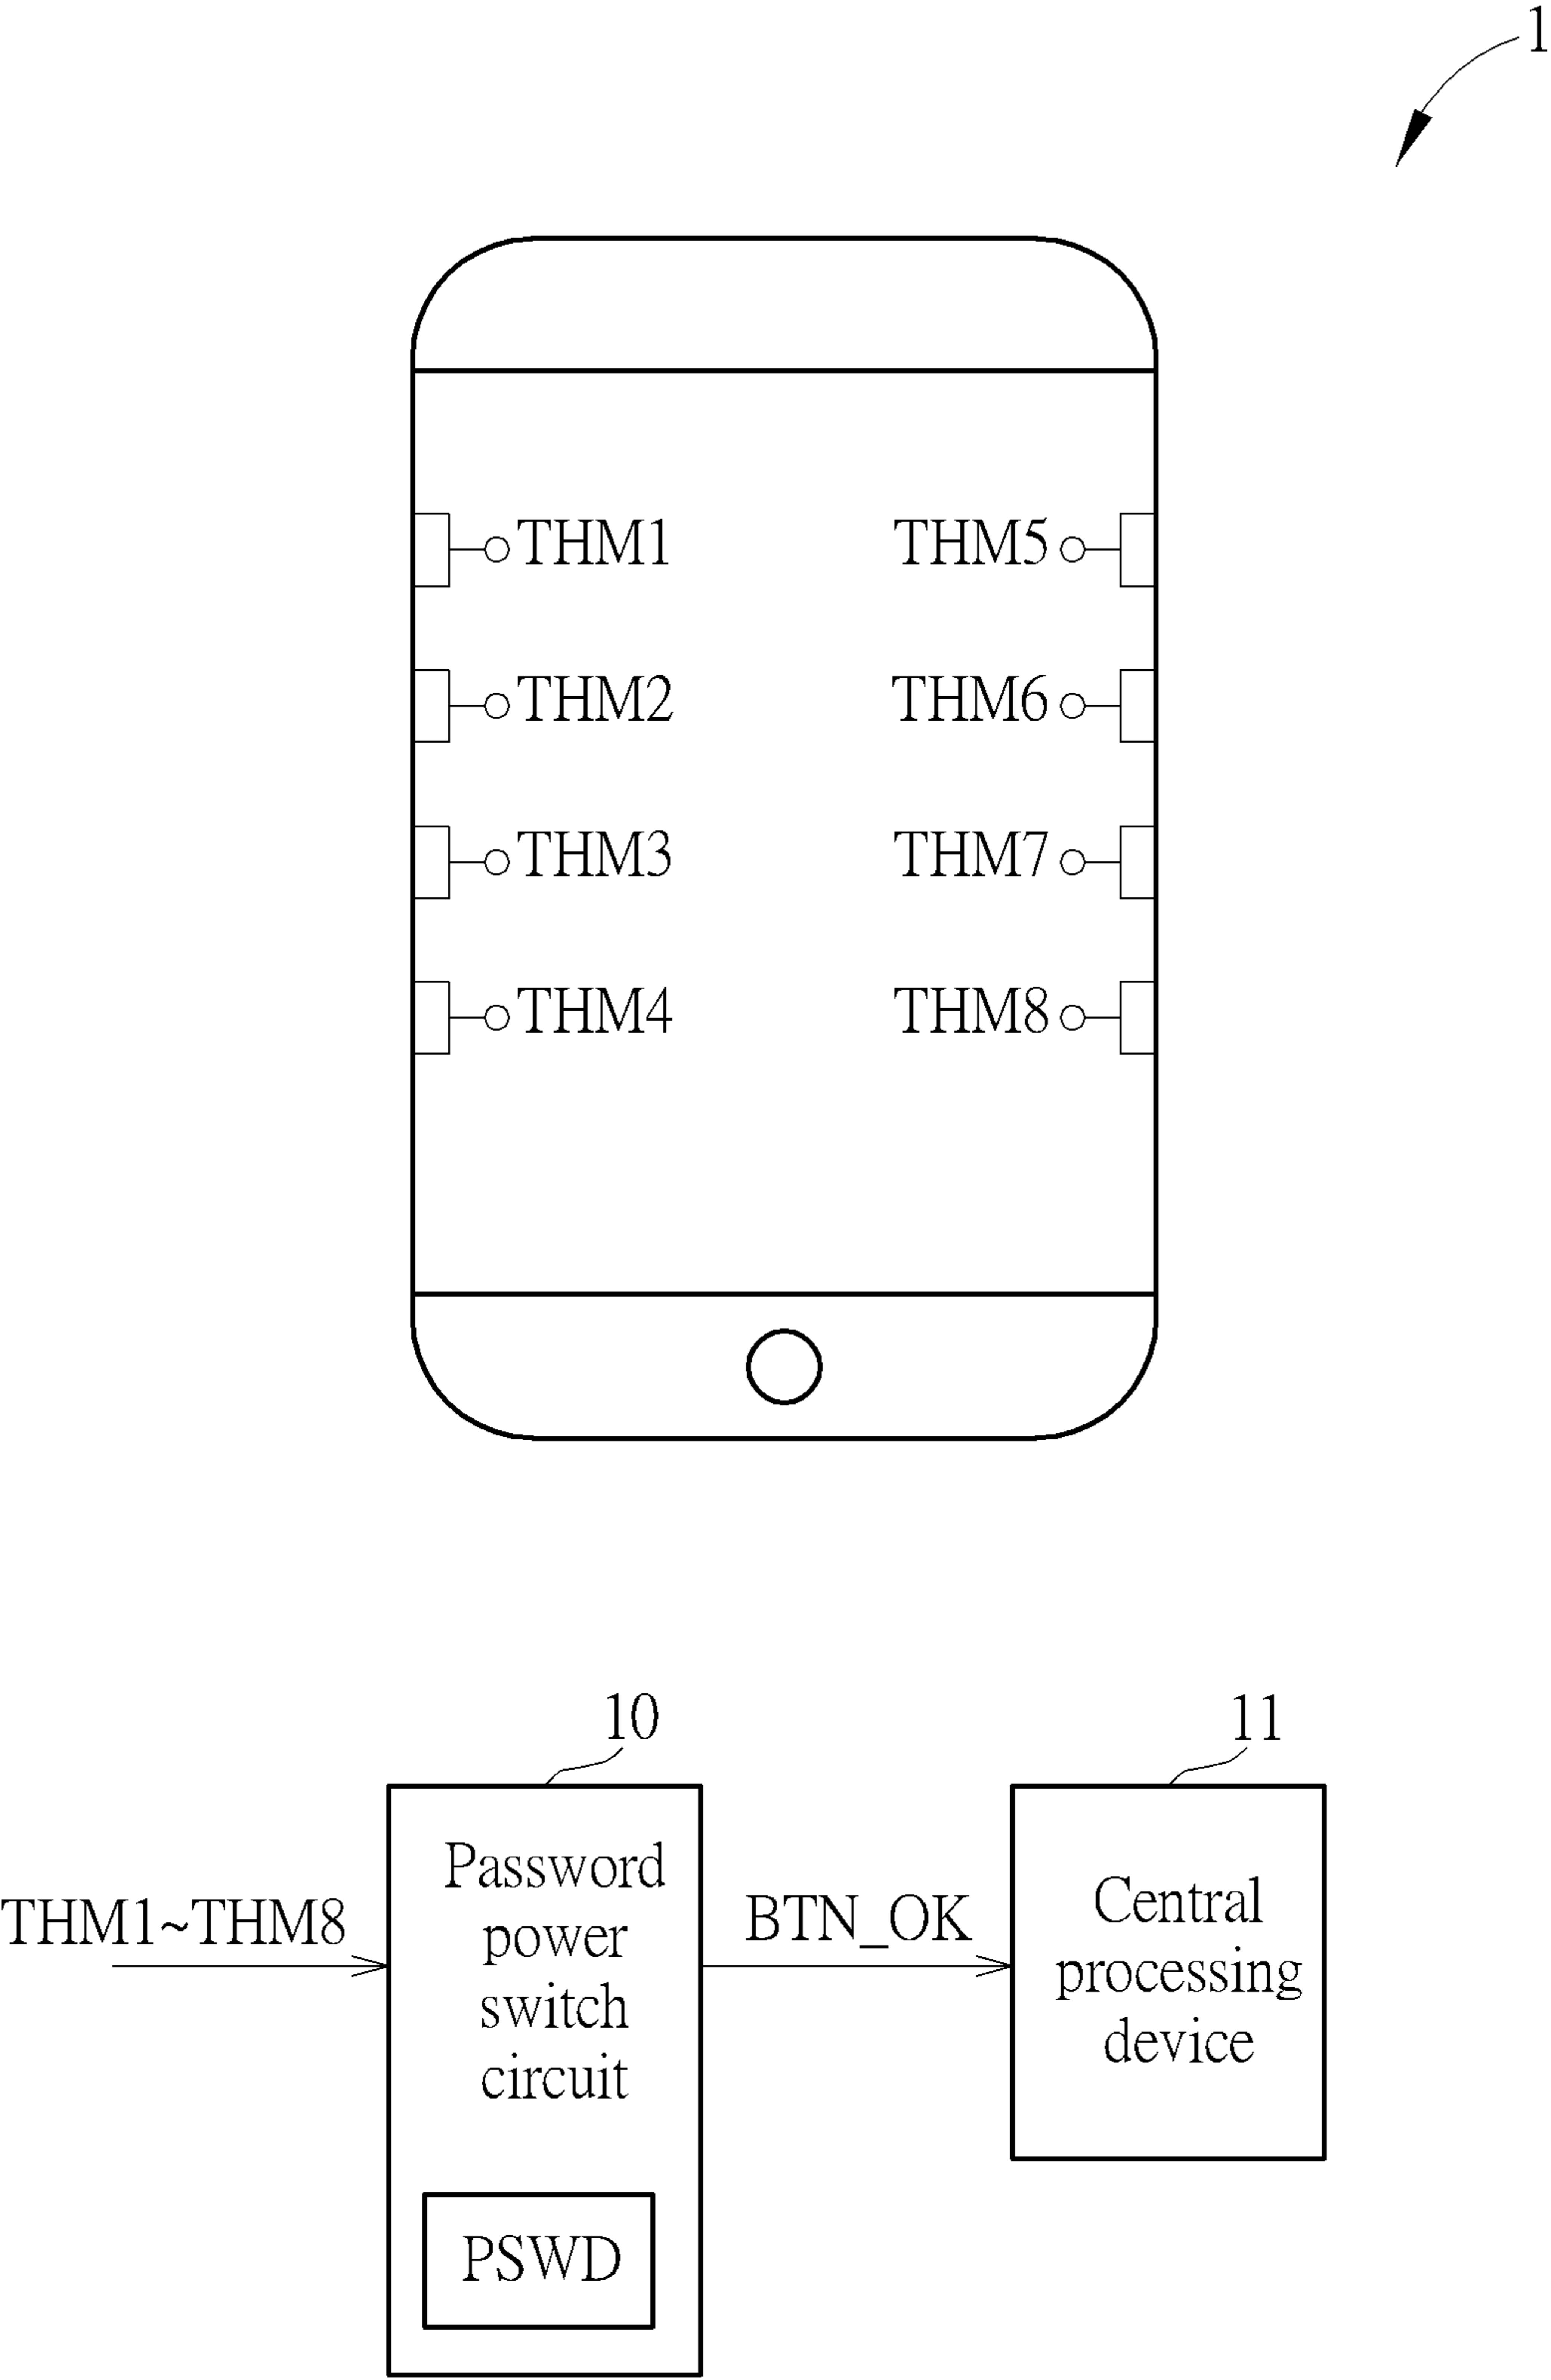 1
THM1 THM5
THM2 THM6
THM3 THM7
THM4 THM8
10 11
THM1~THM8
Password
power
switch
circuit
PSWD
BTN_OK
Central
processing
device